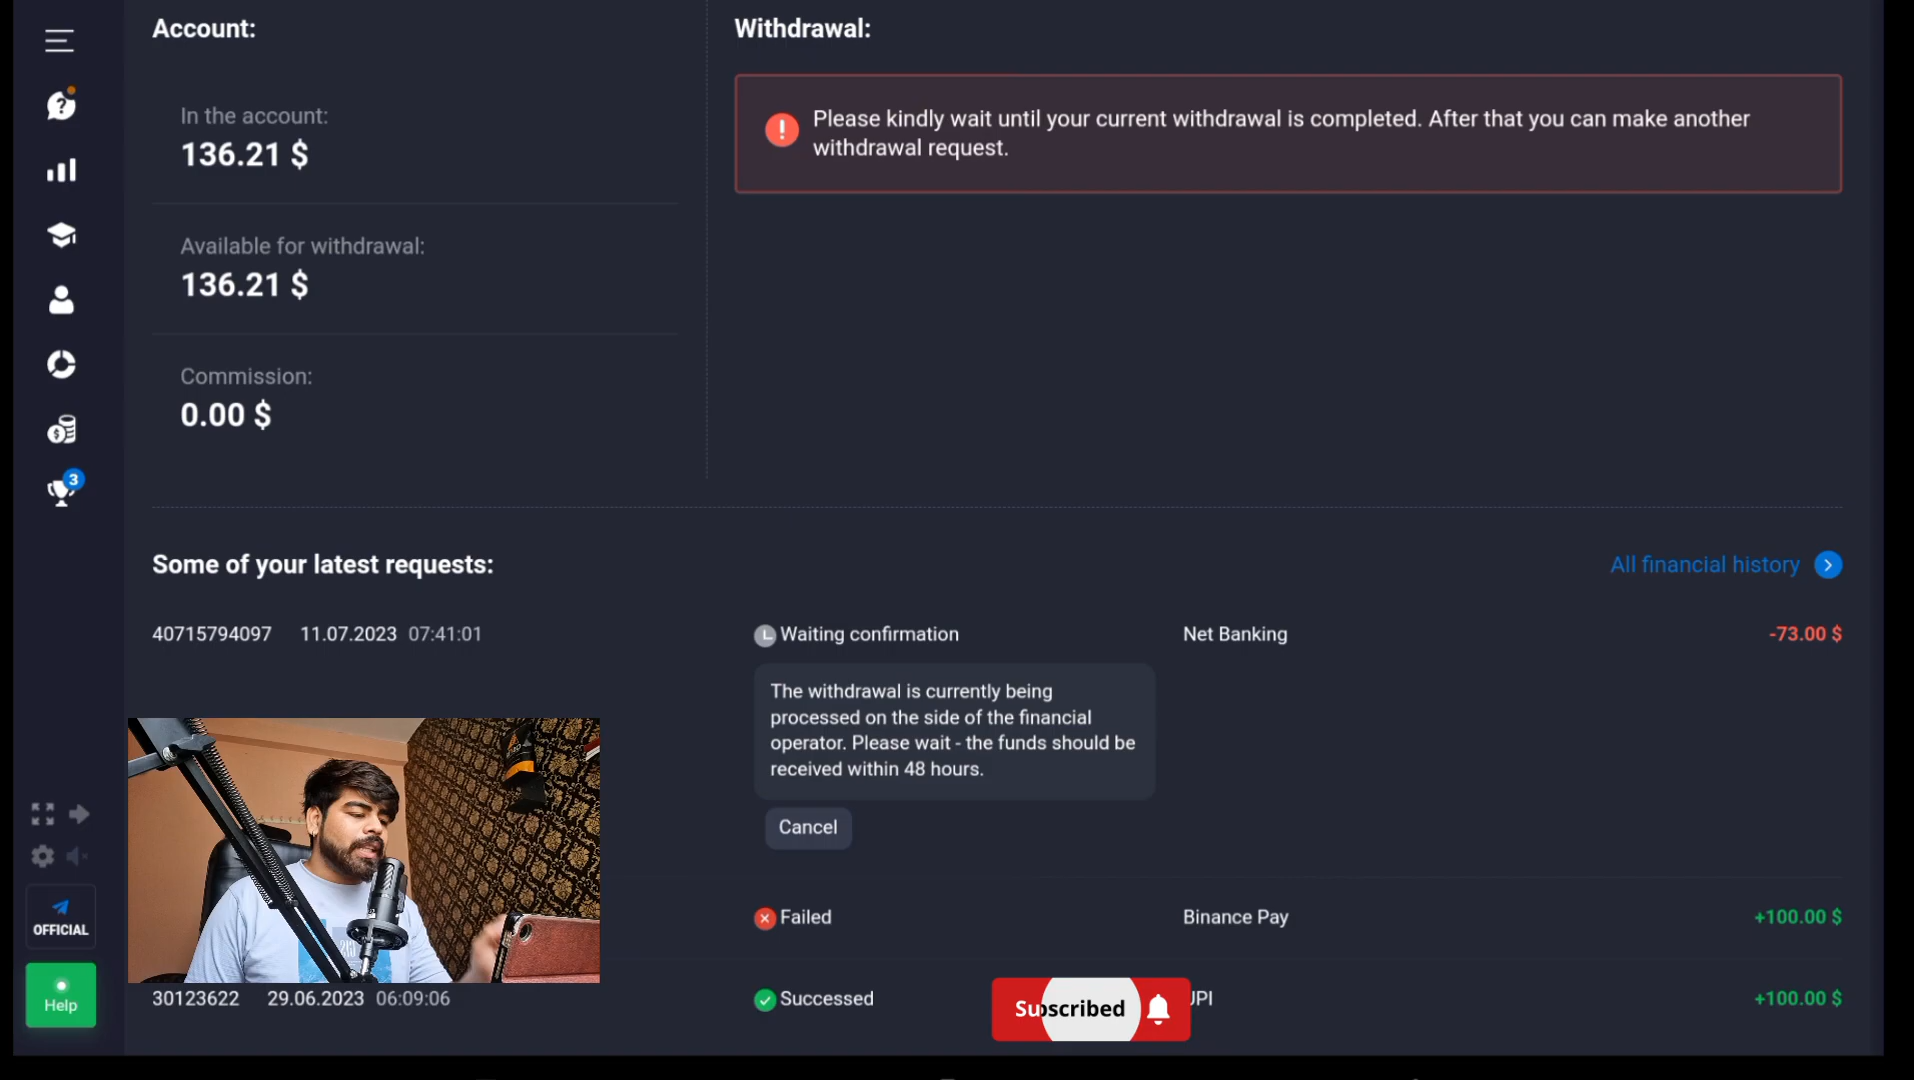 Account:
Withdrawal:
In the account:
136.21 $
Please kindly wait until your current withdrawal is completed. After that you can make another
withdrawal request.
Available for withdrawal:
136.21 $
Commission:
0.00 $
3
Some of your latest requests:
All financial history
40715794097 11.07.2023 07:41:01 Waiting confirmation Net Banking -73.00 $
The withdrawal is currently being
processed on the side of the financial
operator. Please wait - the funds should be
received within 48 hours.
Cancel
Failed Binance Pay +100.00 $
30123622 29.06.2023 06:09:06 Successed UPI +100.00 $
Subscribed
OFFICIAL
Help